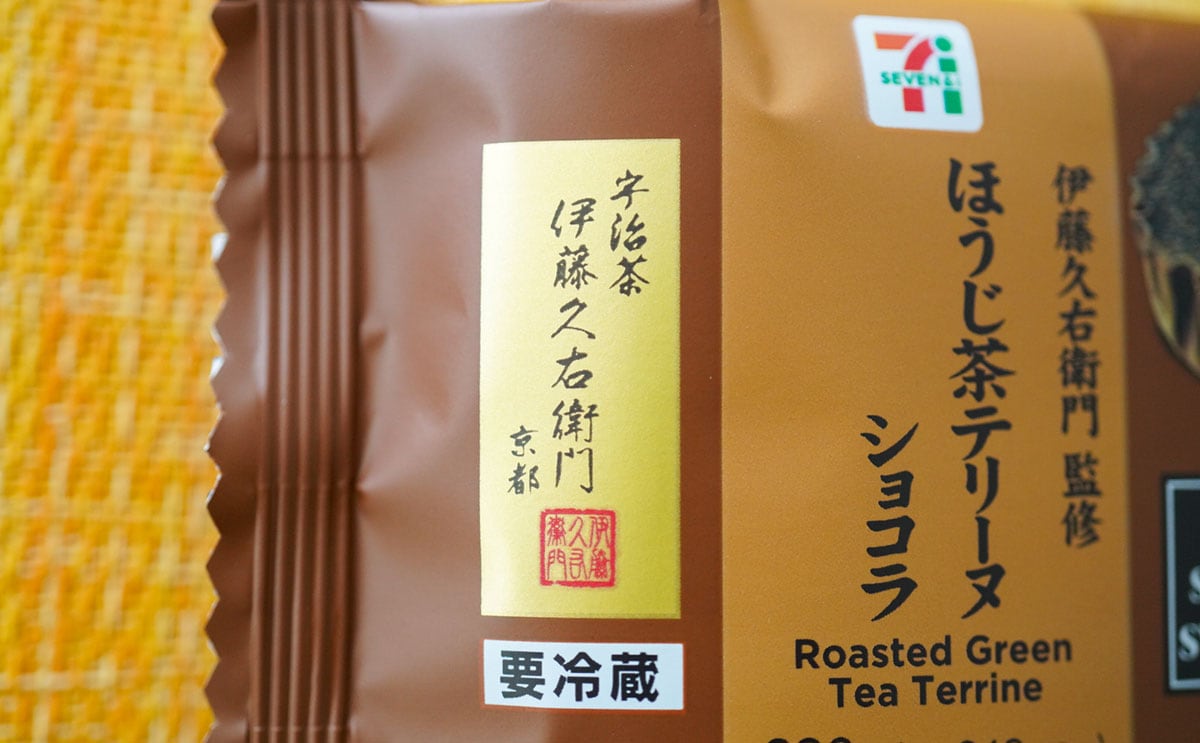 SEVEN&i
伊藤久右衛門 監修
ほうじ茶テリーヌ
ショコラ
Roasted Green
Tea Terrine
宇治茶
伊藤久右衛門
京都
伊藤久右衛門
要冷蔵